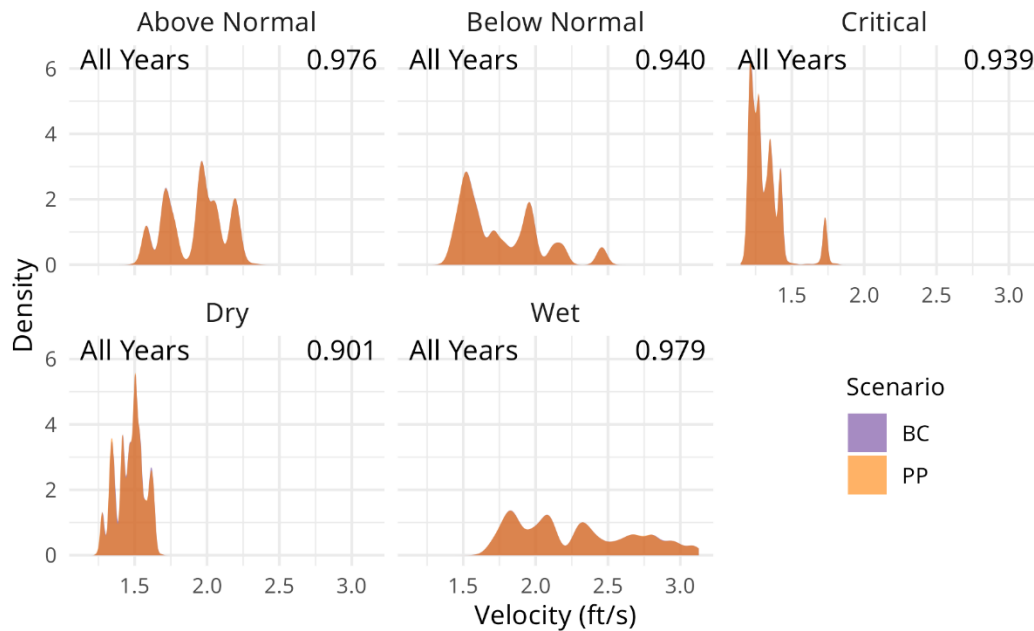 Above Normal
Below Normal
Critical
All Years 0.976
All Years 0.940
All Years 0.939
6
4
2
0
1.5 2.0 2.5 3.0
Density
Dry
Wet
All Years 0.901
All Years 0.979
6
4
2
0
1.5 2.0 2.5 3.0
1.5 2.0 2.5 3.0
Velocity (ft/s)
Scenario
BC
PP